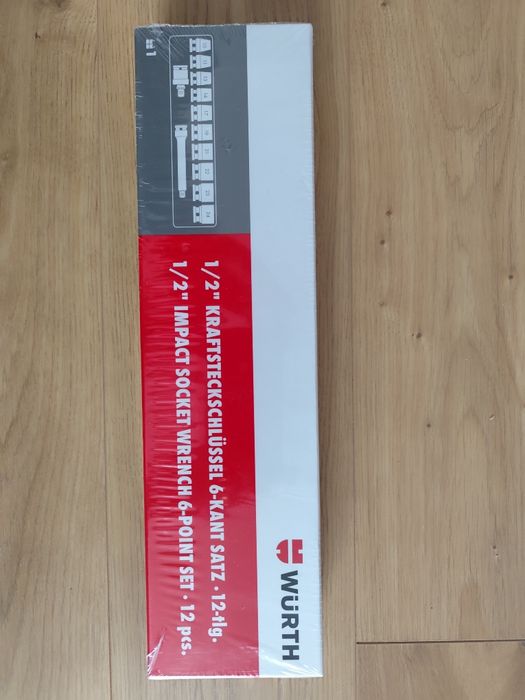 1/2" KRAFTSTECKSCHLÜSSEL 6-KANT SATZ · 12-tlg.
1/2" IMPACT SOCKET WRENCH 6-POINT SET · 12 pcs.
WÜRTH
1